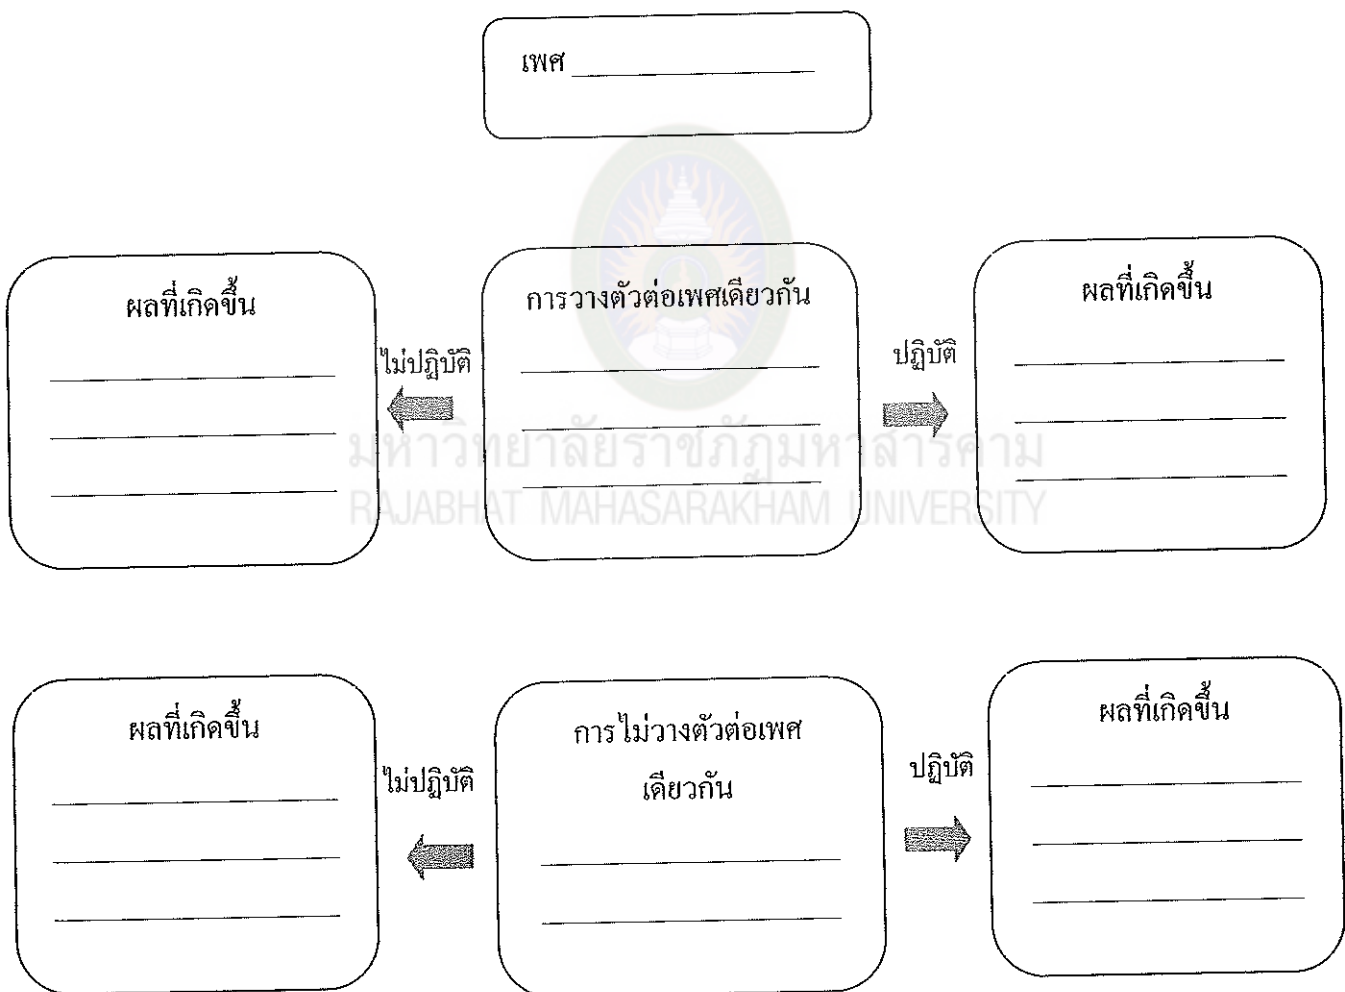 เพศ
ผลที่เกิดขึ้น
ไม่ปฏิบัติ
การวางตัวต่อเพศเดียวกัน
ปฏิบัติ
ผลที่เกิดขึ้น
มหาวิทยาลัยราชภัฏมหาสารคาม
RAJABHAT MAHASARAKHAM UNIVERSITY
ผลที่เกิดขึ้น
ไม่ปฏิบัติ
การไม่วางตัวต่อเพศ
เดียวกัน
ปฏิบัติ
ผลที่เกิดขึ้น